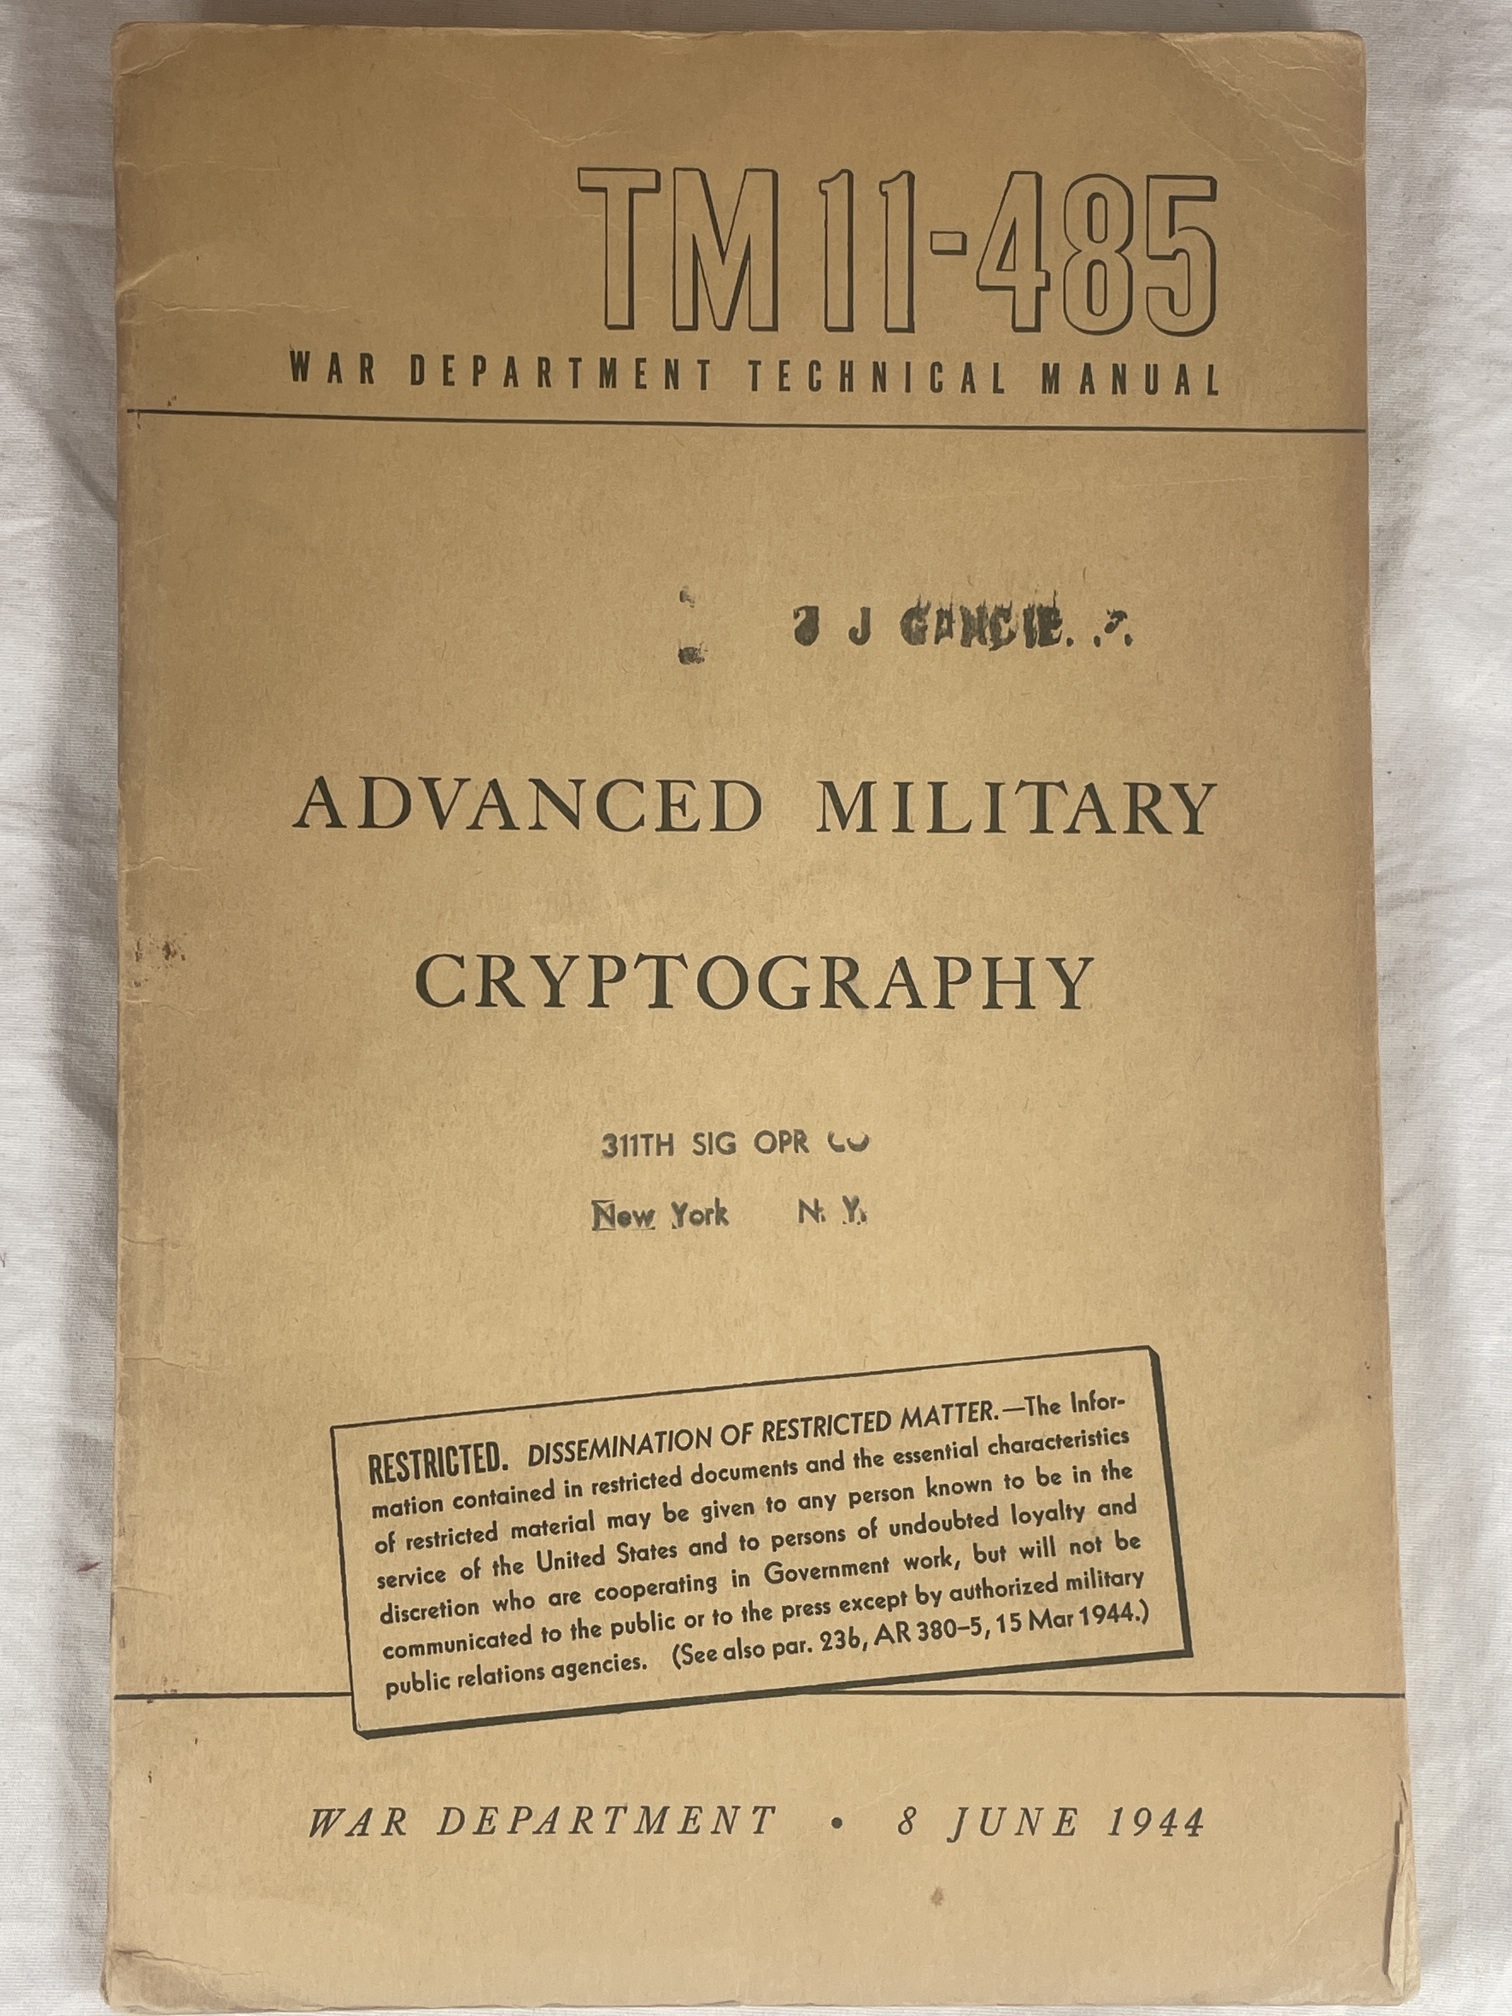 TM 11-485
WAR DEPARTMENT TECHNICAL MANUAL
J
ADVANCED MILITARY
CRYPTOGRAPHY
311TH SIG OPR CO
New York N. Y.
RESTRICTED. DISSEMINATION OF RESTRICTED MATTER.—The Infor-
mation contained in restricted documents and the essential characteristics
of restricted material may be given to any person known to be in the
service of the United States and to persons of undoubted loyalty and
discretion who are cooperating in Government work, but will not be
communicated to the public or to the press except by authorized military
public relations agencies. (See also par. 23b, AR 380-5, 15 Mar 1944.)
WAR DEPARTMENT • 8 JUNE 1944